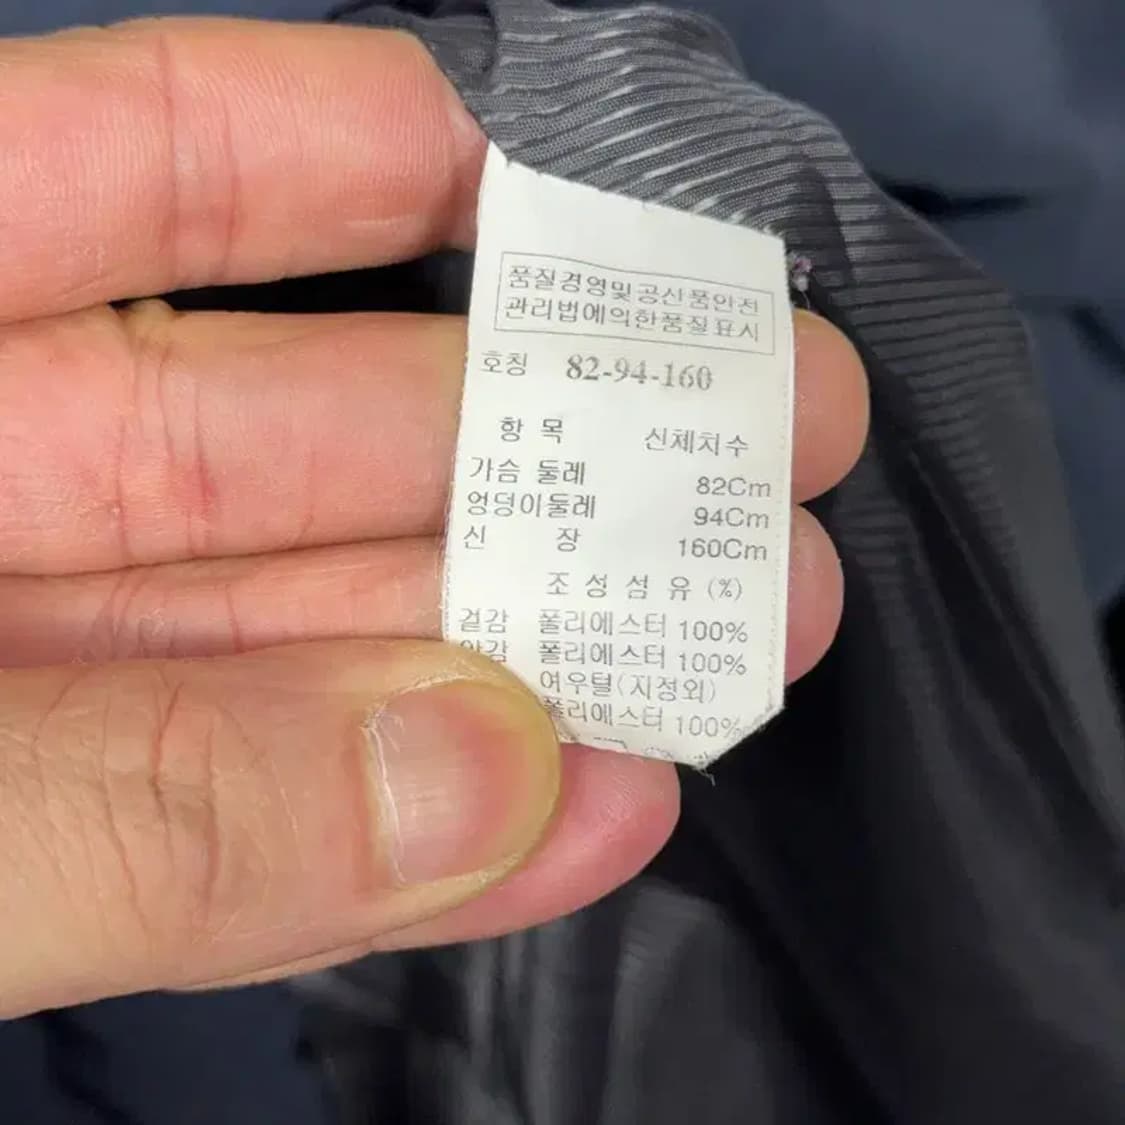 품질경영및공산품안전
관리법에의한품질표시
호칭 82-94-160
항 목 신체치수
가슴 둘레 82Cm
엉덩이둘레 94Cm
신 장 160Cm
조 성 섬 유 (%)
겉감 폴리에스터 100%
안감 폴리에스터 100%
여우털(지정외)
폴리에스터 100%